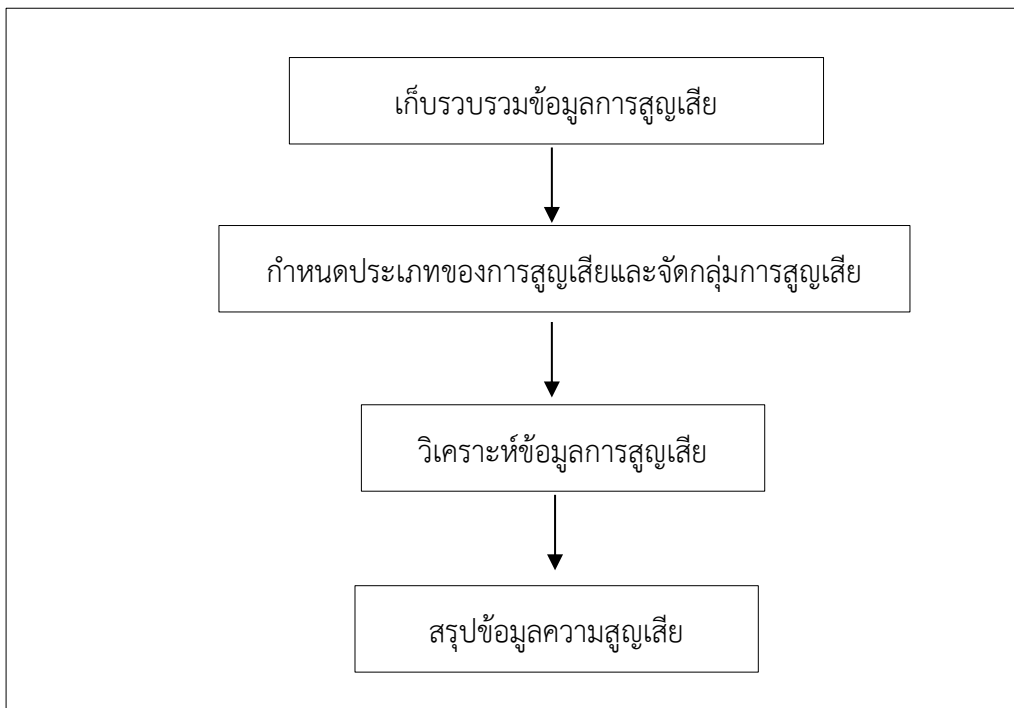 เก็บรวบรวมข้อมูลการสูญเสีย
กำหนดประเภทของการสูญเสียและจัดกลุ่มการสูญเสีย
วิเคราะห์ข้อมูลการสูญเสีย
สรุปข้อมูลความสูญเสีย